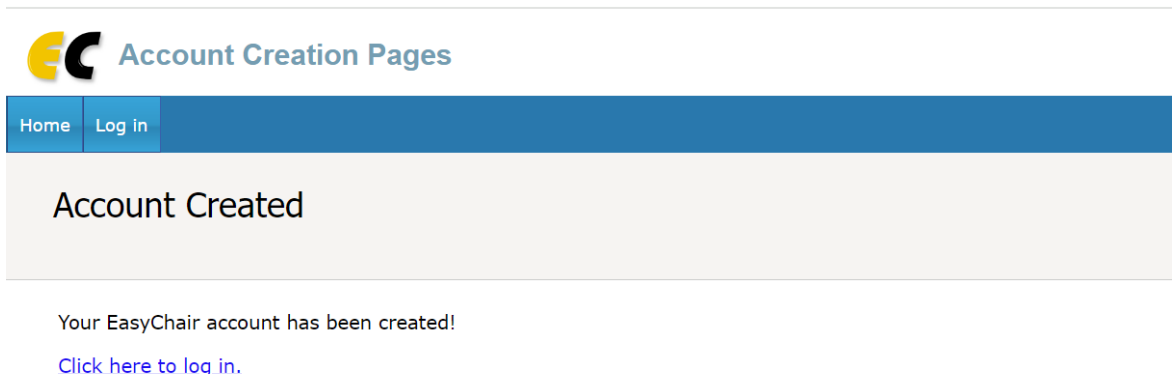 EC Account Creation Pages
Home Log in
Account Created
Your EasyChair account has been created!
Click here to log in.